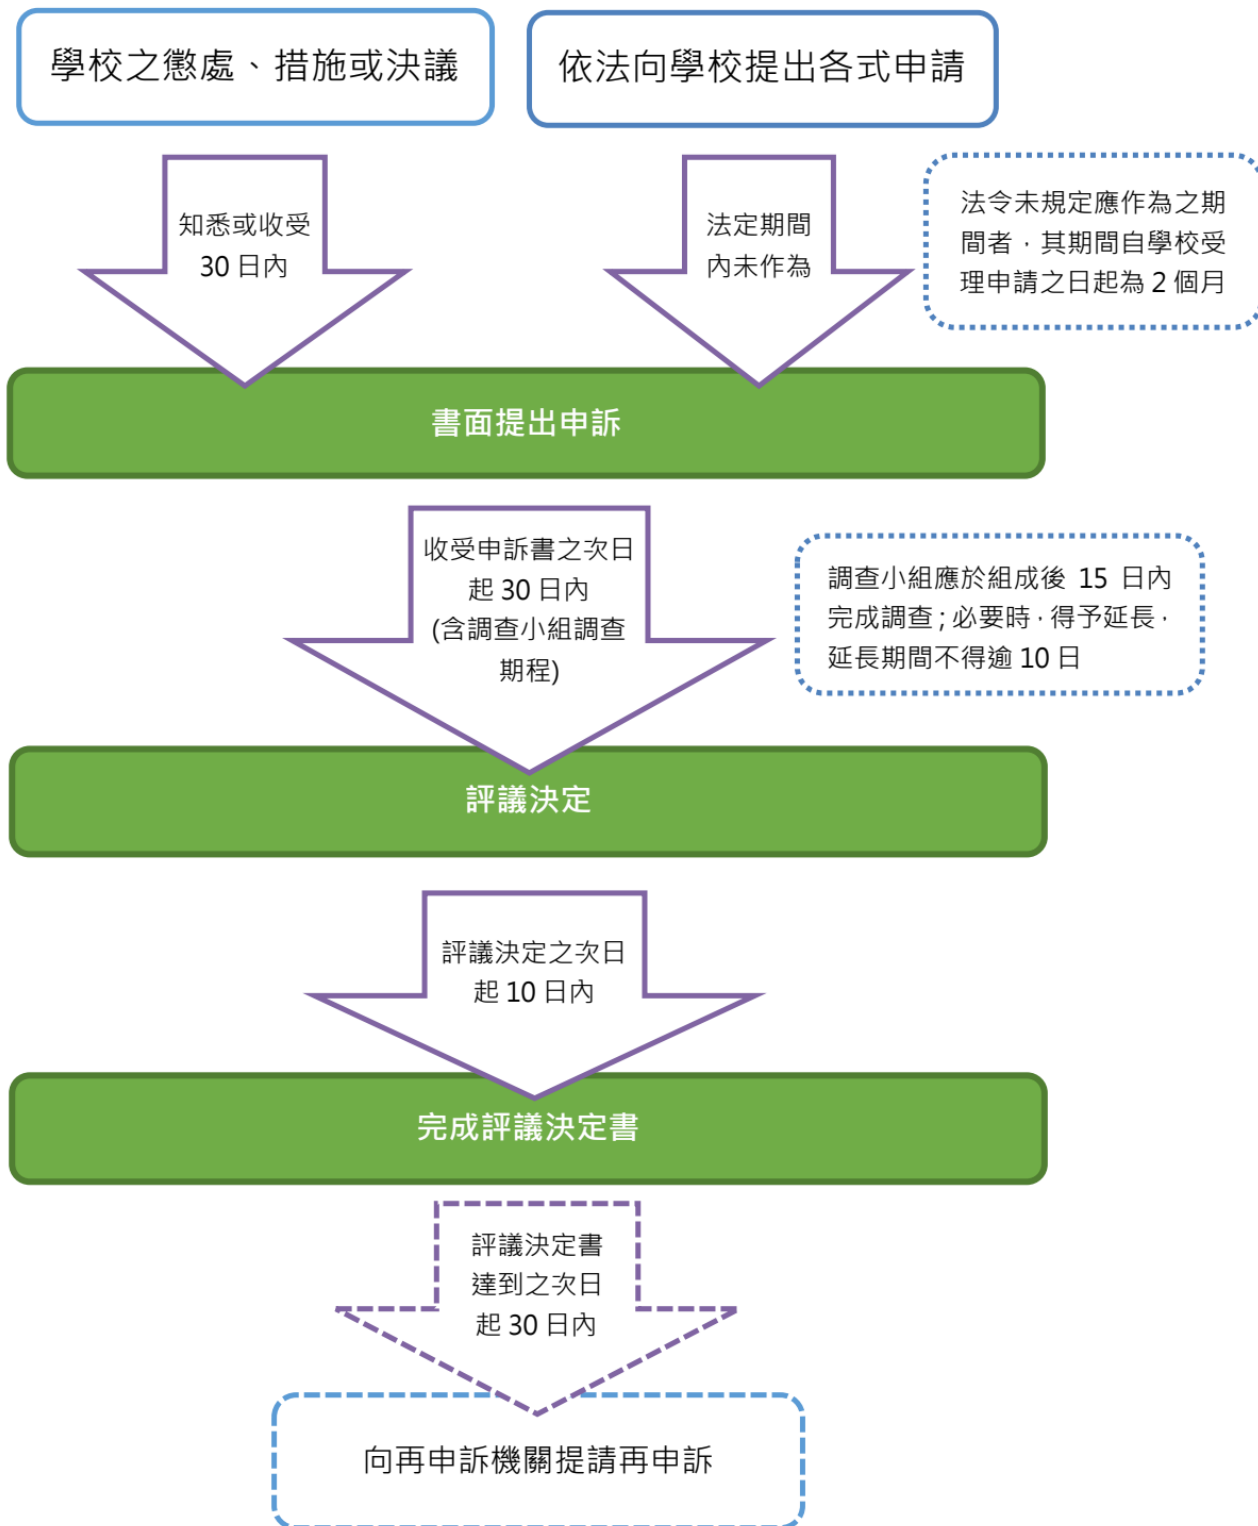 學校之懲處、措施或決議
依法向學校提出各式申請
知悉或收受
30 日內
法定期間
內未作為
法令未規定應作為之期
間者，其期間自學校受
理申請之日起為 2 個月
書面提出申訴
收受申訴書之次日
起 30 日內
(含調查小組調查
期程)
調查小組應於組成後 15 日內
完成調查；必要時，得予延長，
延長期間不得逾 10 日
評議決定
評議決定之次日
起 10 日內
完成評議決定書
評議決定書
達到之次日
起 30 日內
向再申訴機關提請再申訴